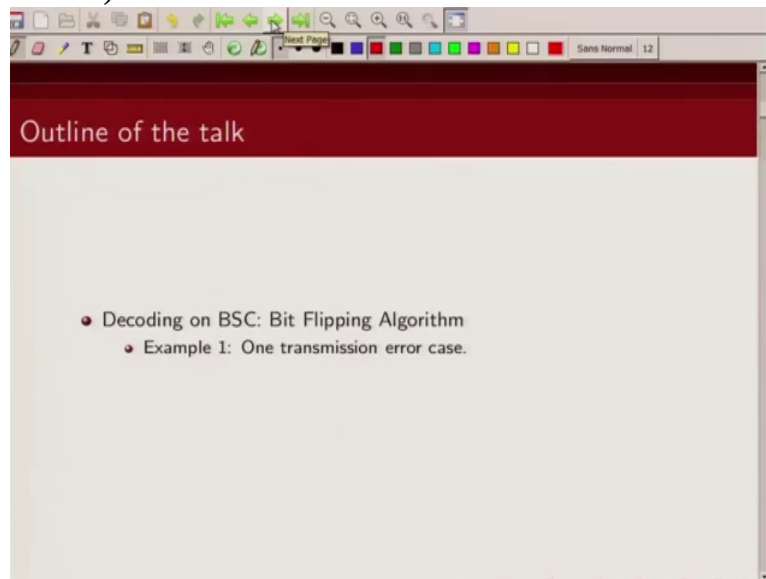 T
Next Page
Sans Normal 12
Outline of the talk
Decoding on BSC: Bit Flipping Algorithm
Example 1: One transmission error case.